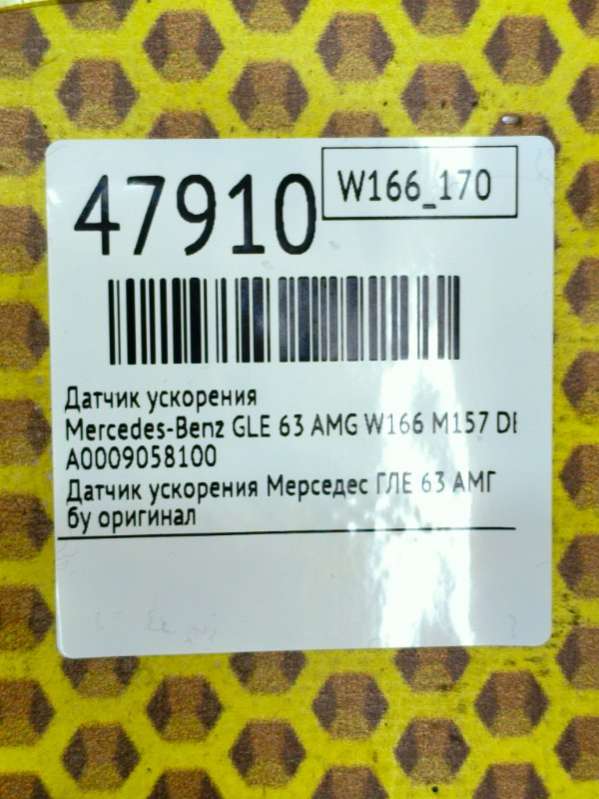 47910
W166_170
Датчик ускорения
Mercedes-Benz GLE 63 AMG W166 M157 DE
A0009058100
Датчик ускорения Мерседес ГЛЕ 63 АМГ
бу оригинал